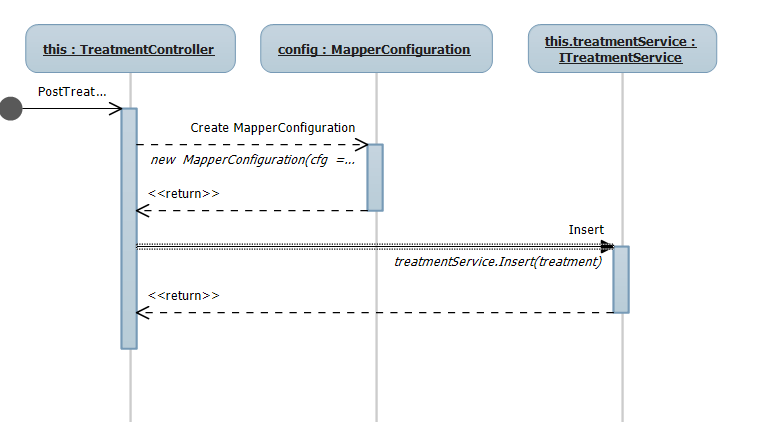 this : TreatmentController
config : MapperConfiguration
this.treatmentService :
ITreatmentService
PostTreat...
Create MapperConfiguration
new MapperConfiguration(cfg =...
<<return>>
Insert
treatmentService.Insert(treatment)
<<return>>